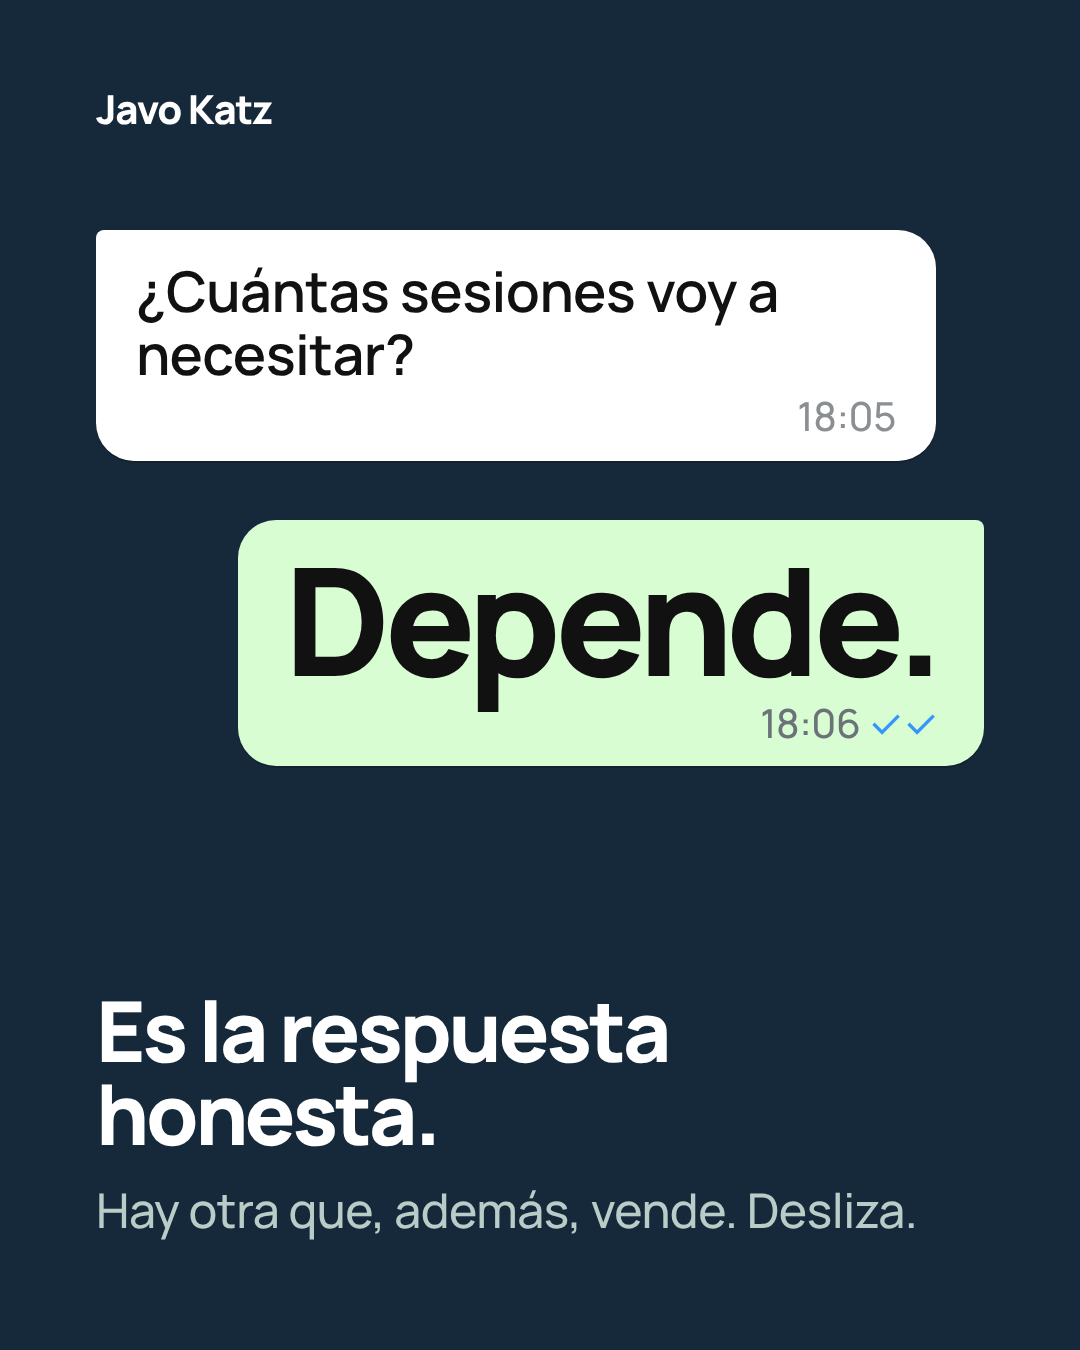 Javo Katz
¿Cuántas sesiones voy a
necesitar?
18:05
Depende.
18:06
Es la respuesta
honesta.
Hay otra que, además, vende. Desliza.